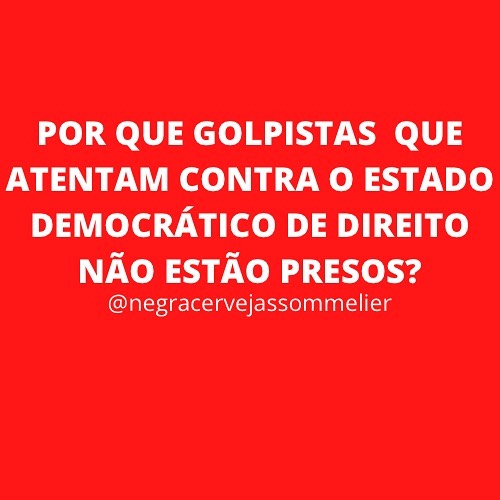 POR QUE GOLPISTAS  QUE
ATENTAM CONTRA O ESTADO
DEMOCRÁTICO DE DIREITO
NÃO ESTÃO PRESOS?
@negracervejassommelier